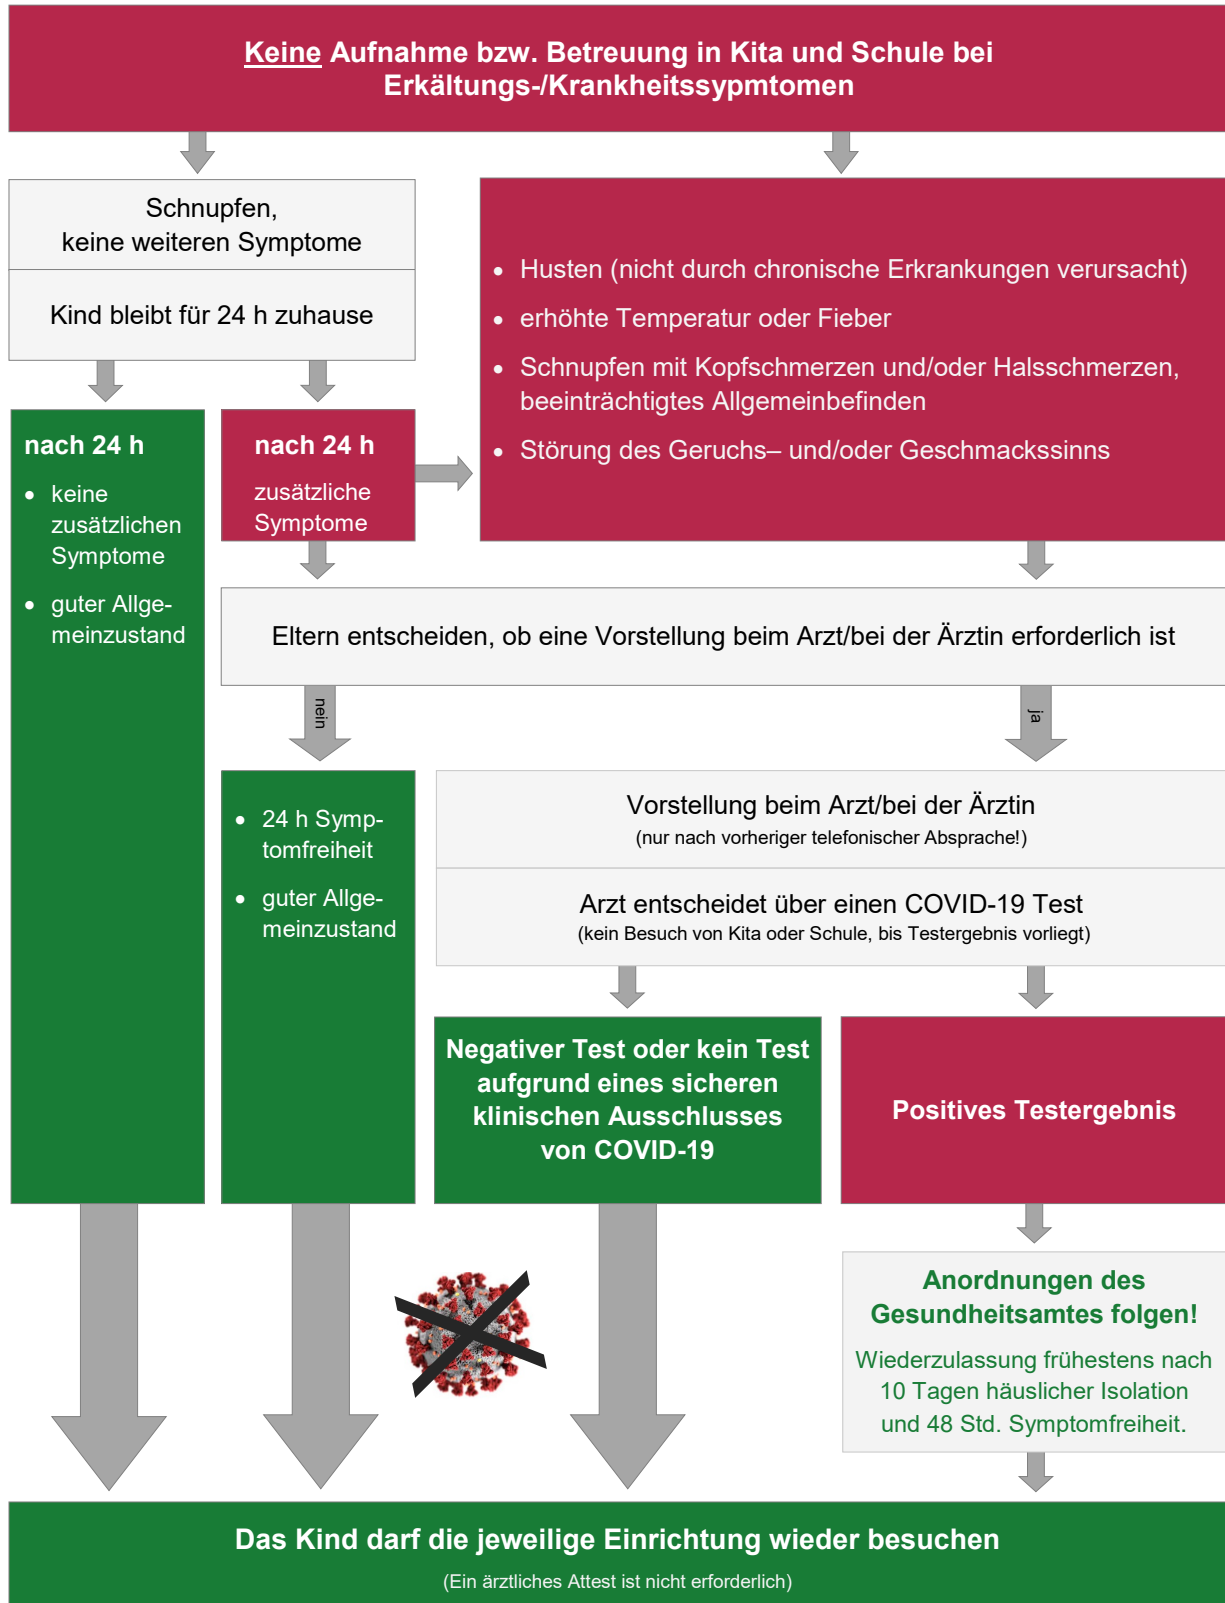 Keine Aufnahme bzw. Betreuung in Kita und Schule bei
Erkältungs-/Krankheitssypmtomen
Schnupfen,
keine weiteren Symptome
Kind bleibt für 24 h zuhause
• Husten (nicht durch chronische Erkrankungen verursacht)
• erhöhte Temperatur oder Fieber
• Schnupfen mit Kopfschmerzen und/oder Halsschmerzen,
beeinträchtigtes Allgemeinbefinden
• Störung des Geruchs– und/oder Geschmackssinns
nach 24 h
• keine
zusätzlichen
Symptome
• guter Allge-
meinzustand
nach 24 h
zusätzliche
Symptome
Eltern entscheiden, ob eine Vorstellung beim Arzt/bei der Ärztin erforderlich ist
nein
ja
• 24 h Symp-
tomfreiheit
• guter Allge-
meinzustand
Vorstellung beim Arzt/bei der Ärztin
(nur nach vorheriger telefonischer Absprache!)
Arzt entscheidet über einen COVID-19 Test
(kein Besuch von Kita oder Schule, bis Testergebnis vorliegt)
Negativer Test oder kein Test
aufgrund eines sicheren
klinischen Ausschlusses
von COVID-19
Positives Testergebnis
Anordnungen des
Gesundheitsamtes folgen!
Wiederzulassung frühestens nach
10 Tagen häuslicher Isolation
und 48 Std. Symptomfreiheit.
Das Kind darf die jeweilige Einrichtung wieder besuchen
(Ein ärztliches Attest ist nicht erforderlich)